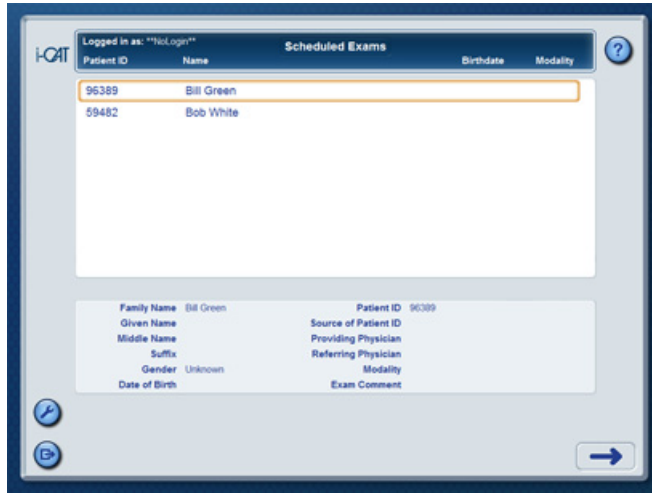 i-CAT
Logged in as: **NoLogin** Scheduled Exams
Patient ID Name Birthdate Modality
?
96389 Bill Green
59482 Bob White
Family Name Bill Green Patient ID 96389
Given Name Source of Patient ID
Middle Name Providing Physician
Suffix Referring Physician
Gender Unknown Modality
Date of Birth Exam Comment